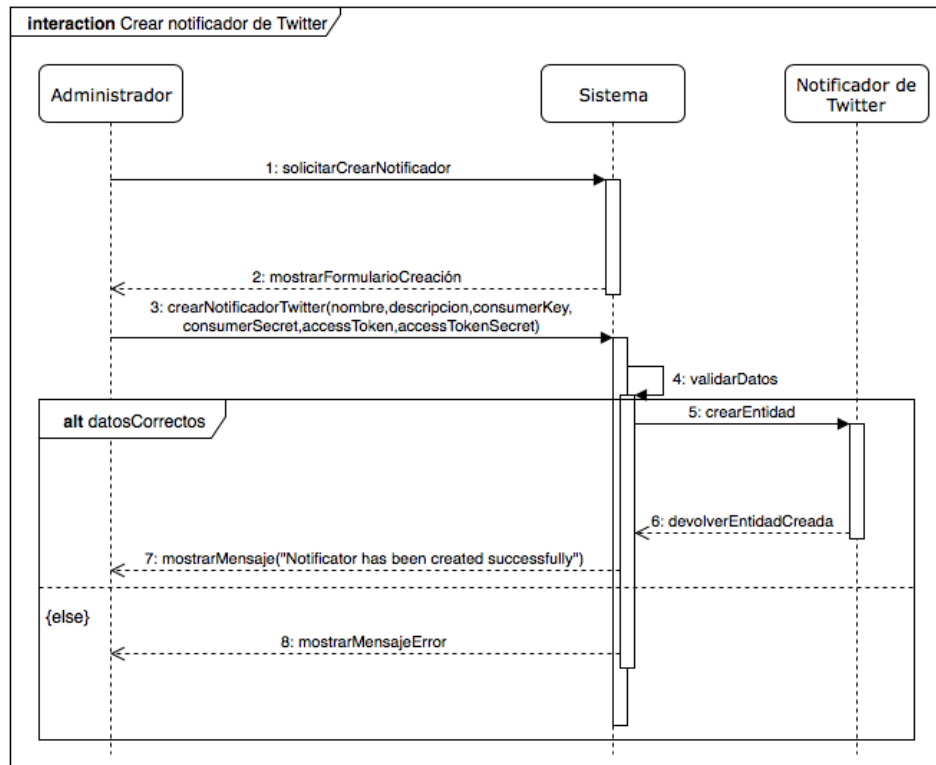 interaction Crear notificador de Twitter
Administrador
Sistema
Notificador de
Twitter
1: solicitarCrearNotificador
2: mostrarFormularioCreación
3: crearNotificadorTwitter(nombre,descripcion,consumerKey,
consumerSecret,accessToken,accessTokenSecret)
4: validarDatos
alt datosCorrectos
5: crearEntidad
6: devolverEntidadCreada
7: mostrarMensaje("Notificator has been created successfully")
{else}
8: mostrarMensajeError